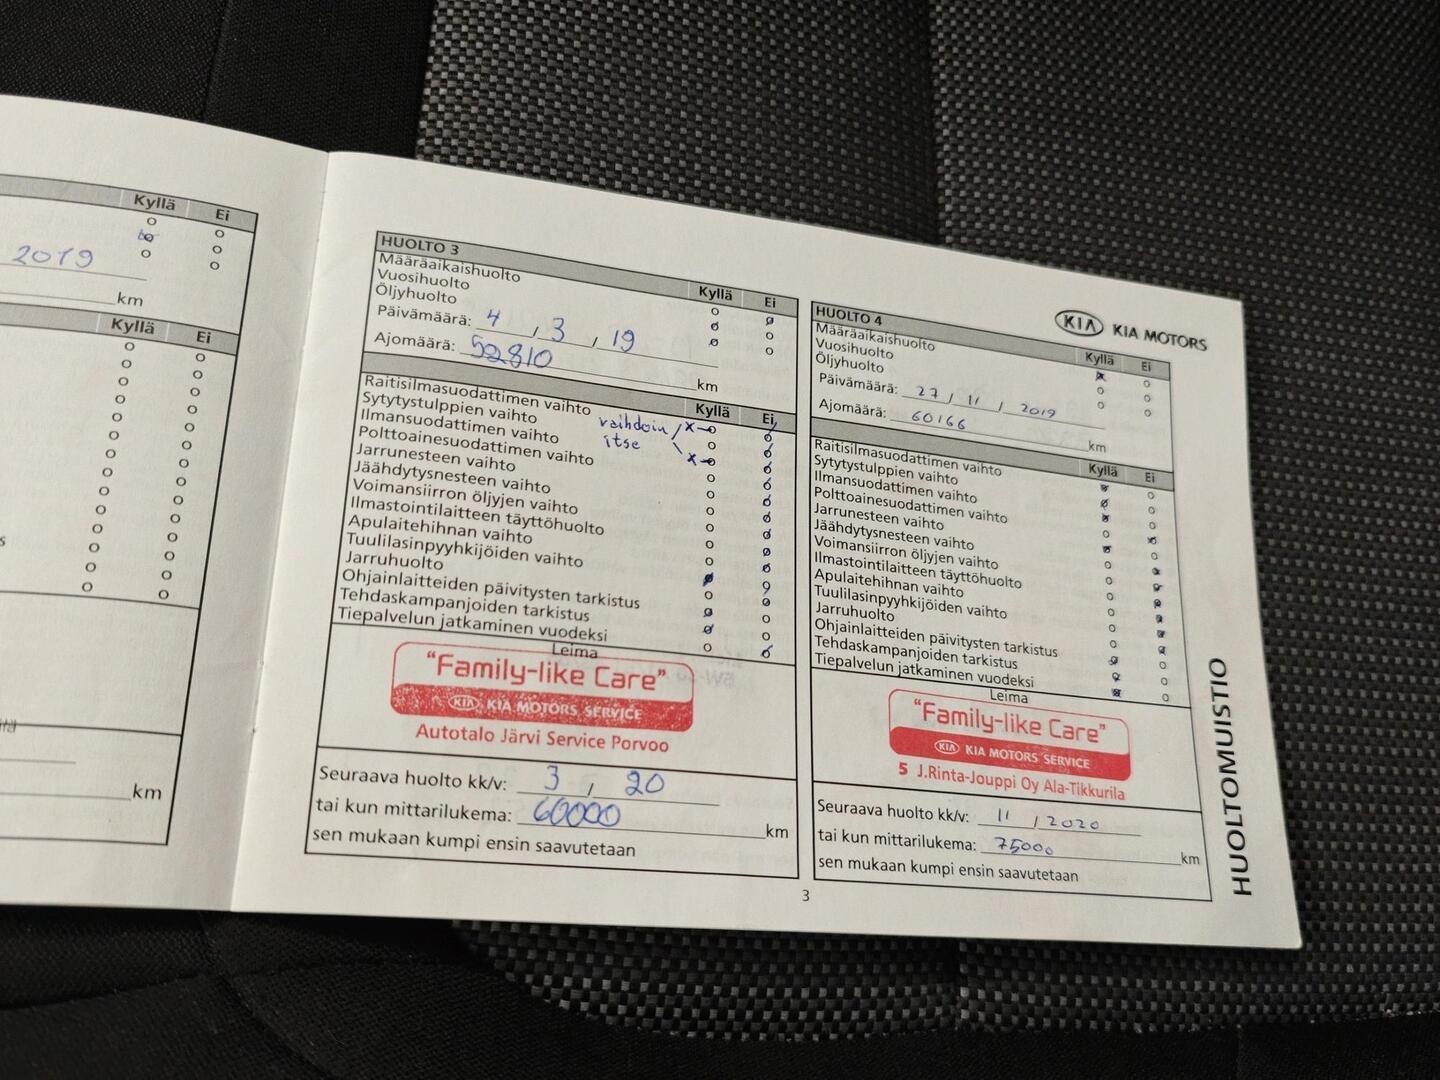 Kyllä Ei
2019
km
Kyllä Ei
km
HUOLTO 3
Määräaikaishuolto Kyllä Ei
Vuosihuolto
Öljyhuolto
Päivämäärä: 4 / 3 / 19
Ajomäärä: 52810 km
Kyllä Ei
Raitisilmasuodattimen vaihto
Sytytystulppien vaihto
Ilmansuodattimen vaihto
vaihdoin
itse
Polttoainesuodattimen vaihto
Jarrunesteen vaihto
Jäähdytysnesteen vaihto
Voimansiirron öljyjen vaihto
Ilmastointilaitteen täyttöhuolto
Apulaitehihnan vaihto
Tuulilasinpyyhkijöiden vaihto
Jarruhuolto
Ohjainlaitteiden päivitysten tarkistus
Tehdaskampanjoiden tarkistus
Tiepalvelun jatkaminen vuodeksi
Leima
"Family-like Care"
KIA KIA MOTORS SERVICE
Autotalo Järvi Service Porvoo
Seuraava huolto kk/v: 3 / 20
tai kun mittarilukema: 60000 km
sen mukaan kumpi ensin saavutetaan
KIA KIA MOTORS
HUOLTO 4
Määräaikaishuolto Kyllä Ei
Vuosihuolto
Öljyhuolto
Päivämäärä: 27 / 11 / 2019
Ajomäärä: 60166 km
Kyllä Ei
Raitisilmasuodattimen vaihto
Sytytystulppien vaihto
Ilmansuodattimen vaihto
Polttoainesuodattimen vaihto
Jarrunesteen vaihto
Jäähdytysnesteen vaihto
Voimansiirron öljyjen vaihto
Ilmastointilaitteen täyttöhuolto
Apulaitehihnan vaihto
Tuulilasinpyyhkijöiden vaihto
Jarruhuolto
Ohjainlaitteiden päivitysten tarkistus
Tehdaskampanjoiden tarkistus
Tiepalvelun jatkaminen vuodeksi
Leima
"Family-like Care"
KIA KIA MOTORS SERVICE
5 J.Rinta-Jouppi Oy Ala-Tikkurila
Seuraava huolto kk/v: 11 / 2020
tai kun mittarilukema: 75000 km
sen mukaan kumpi ensin saavutetaan
HUOLTOMUISTIO
3